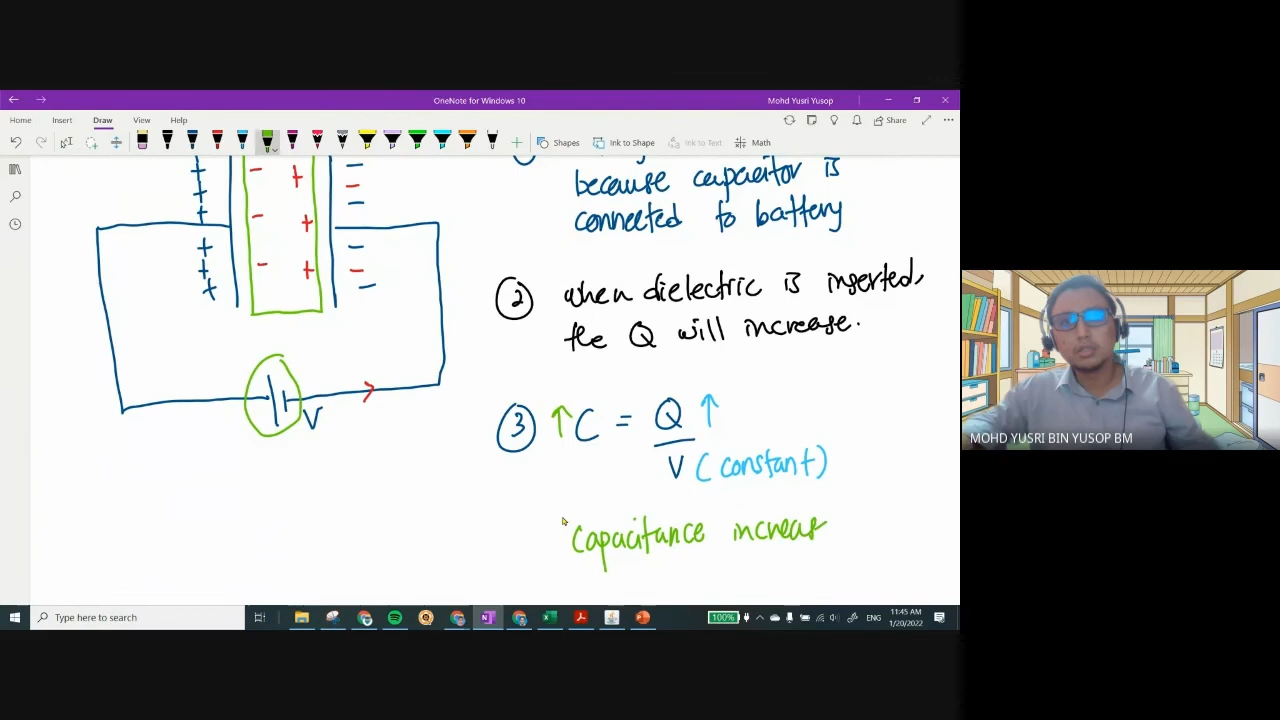 OneNote for Windows 10
Mohd Yusri Yusop
Home Insert Draw View Help
Share
Shapes Ink to Shape Ink to Text Math
because capacitor is
connected to battery
2 when dielectric is inserted,
the Q will increase.
3 ↑ C = Q ↑
V (constant)
capacitance increase
V
MOHD YUSRI BIN YUSOP BM
Type here to search
100%
ENG
11:45 AM
1/20/2022